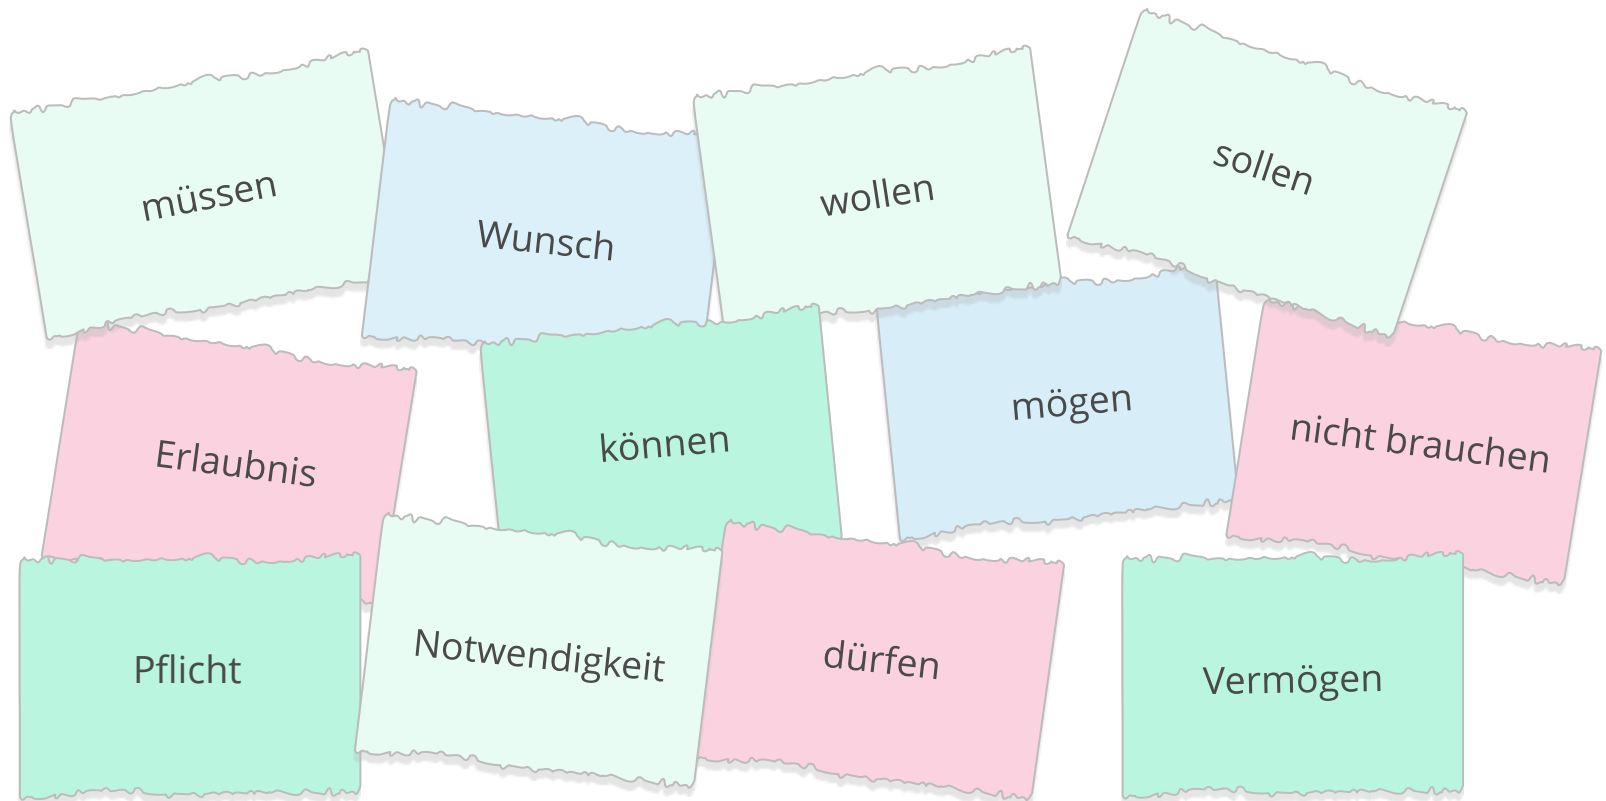 müssen
Wunsch
wollen
sollen
Erlaubnis
können
mögen
nicht brauchen
Pflicht
Notwendigkeit
dürfen
Vermögen